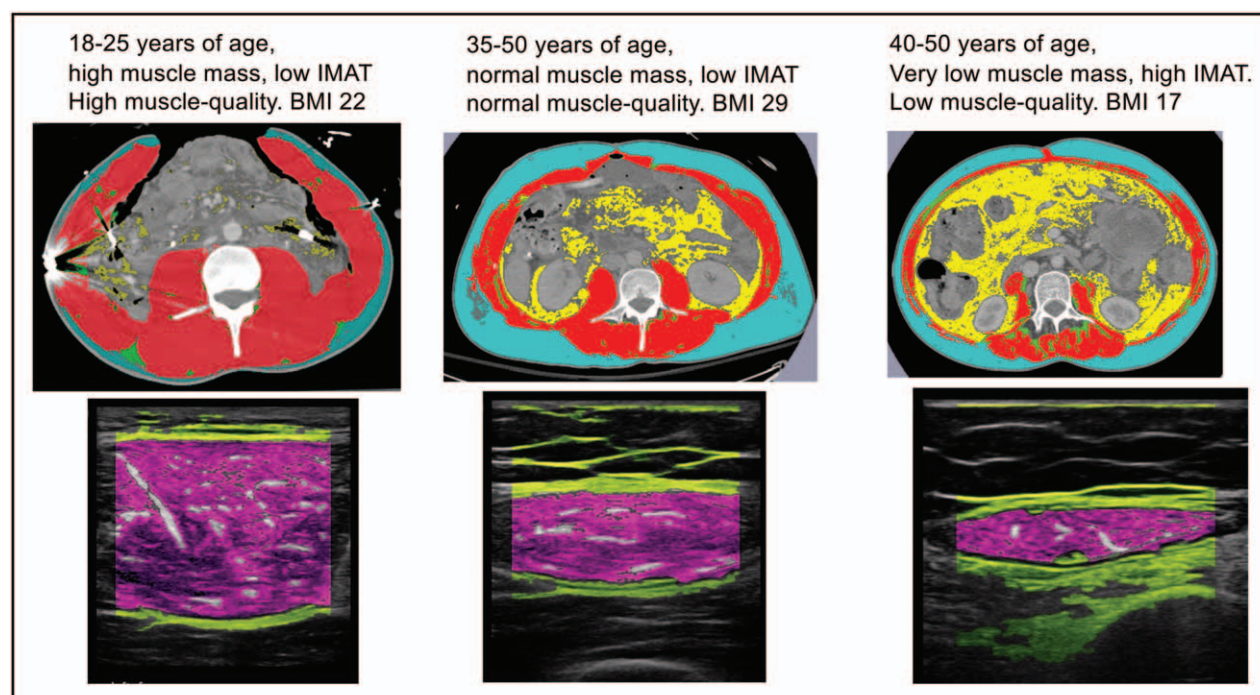 18-25 years of age,
high muscle mass, low IMAT
High muscle-quality. BMI 22
35-50 years of age,
normal muscle mass, low IMAT
normal muscle-quality. BMI 29
40-50 years of age,
Very low muscle mass, high IMAT.
Low muscle-quality. BMI 17